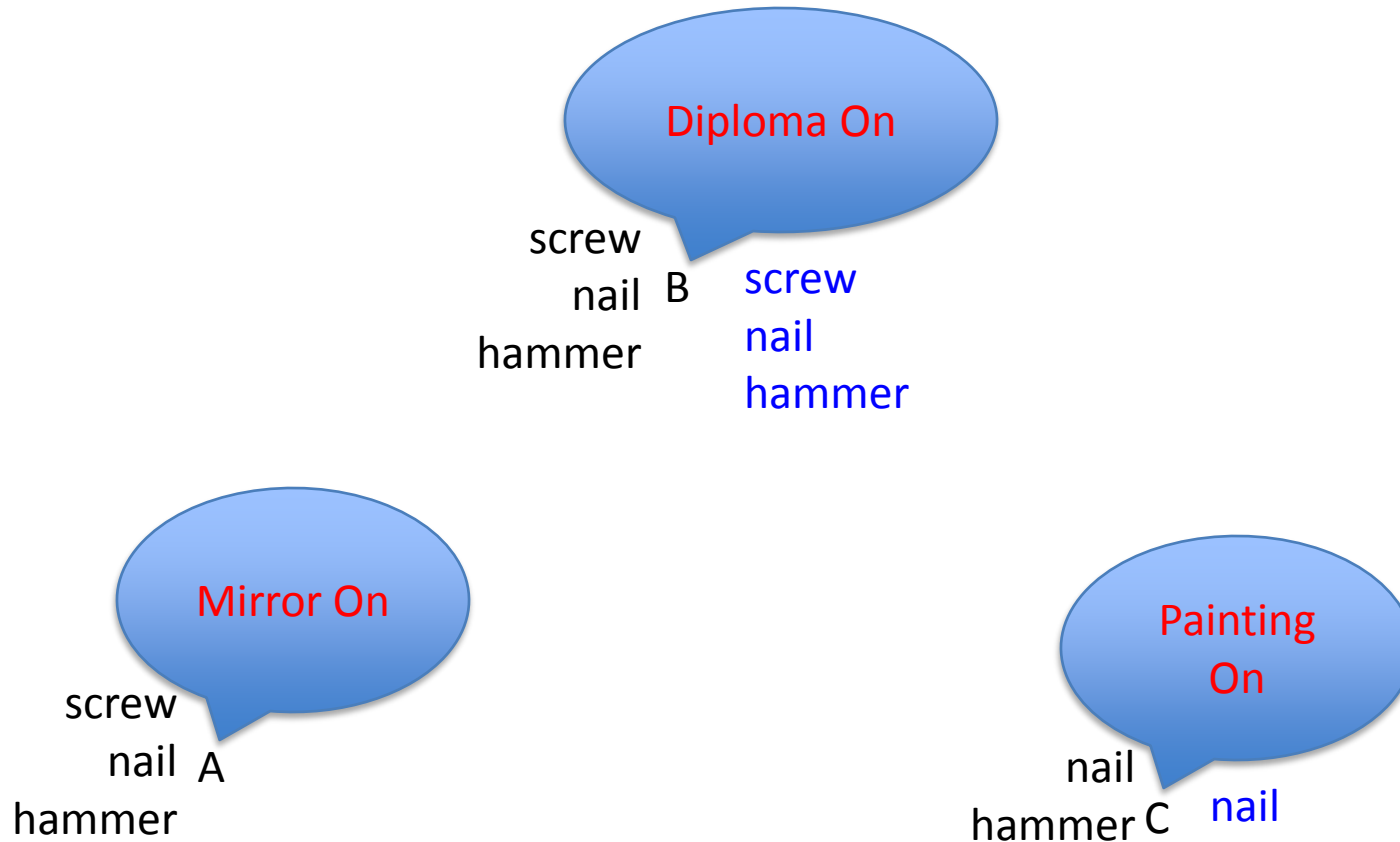 Diploma On
screw
nail
hammer
B
screw
nail
hammer
Mirror On
screw
nail
hammer
A
Painting
On
nail
hammer
C
nail